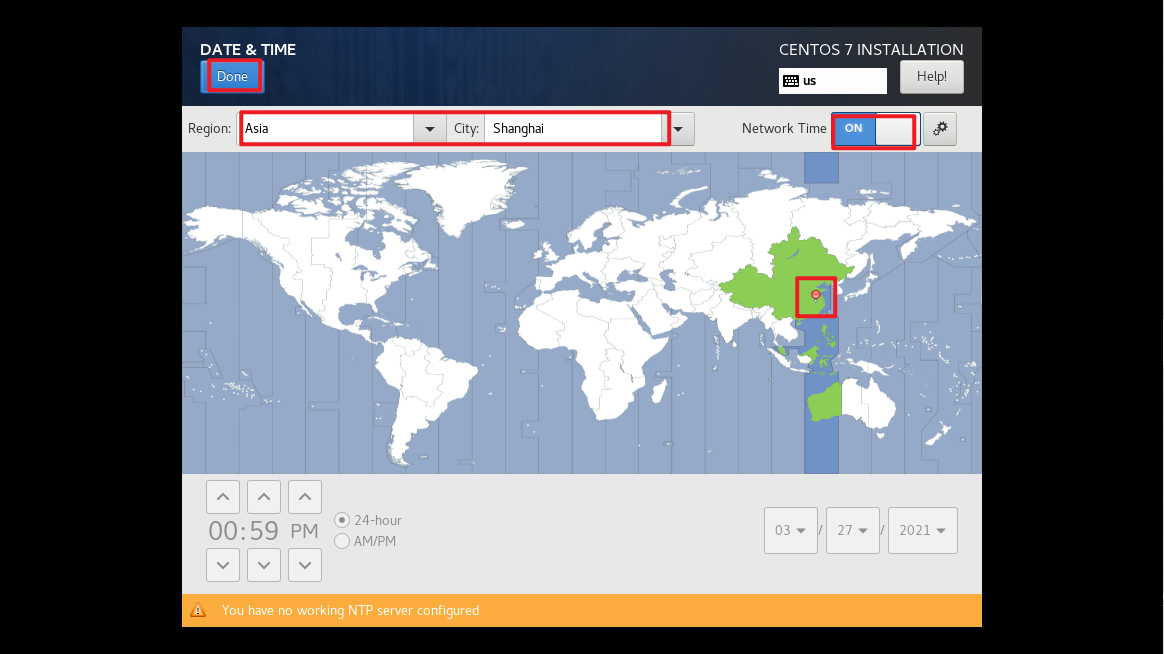 DATE & TIME
CENTOS 7 INSTALLATION
Done
us
Help!
Region: Asia City: Shanghai Network Time ON
00:59 PM
24-hour
AM/PM
03 / 27 / 2021
You have no working NTP server configured